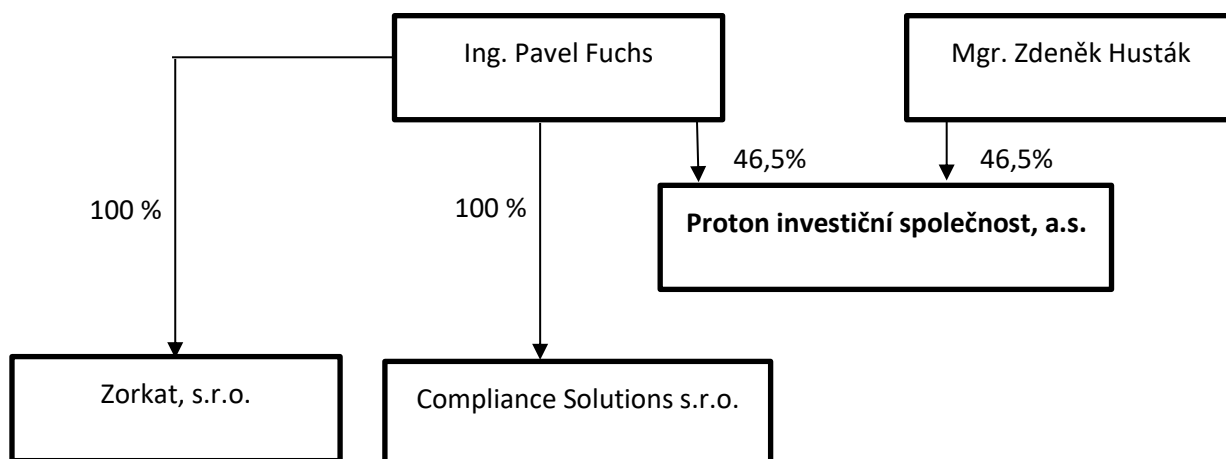 Ing. Pavel Fuchs
Mgr. Zdeněk Husták
46,5%
46,5%
100 %
100 %
Proton investiční společnost, a.s.
Zorkat, s.r.o.
Compliance Solutions s.r.o.